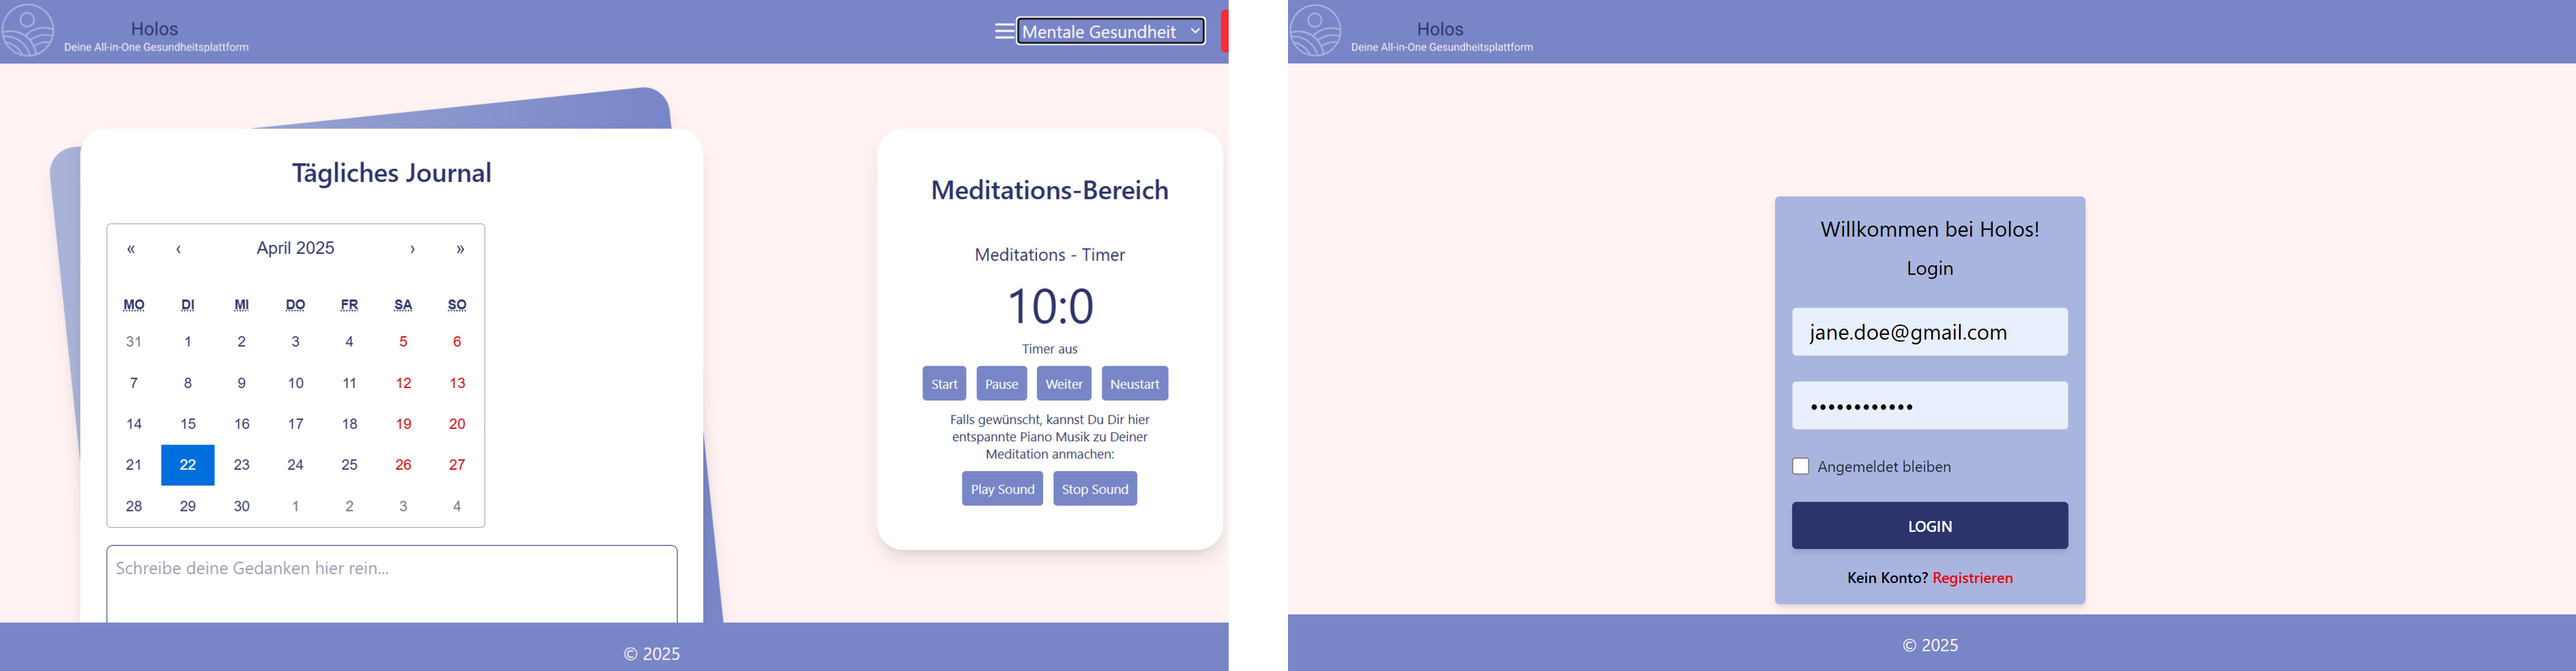 Holos
Deine All-in-One Gesundheitsplattform
Mentale Gesundheit
Tägliches Journal
« ‹ April 2025 › »
MO DI MI DO FR SA SO
31 1 2 3 4 5 6
7 8 9 10 11 12 13
14 15 16 17 18 19 20
21 22 23 24 25 26 27
28 29 30 1 2 3 4
Schreibe deine Gedanken hier rein...
Meditations-Bereich
Meditations - Timer
10:0
Timer aus
Start Pause Weiter Neustart
Falls gewünscht, kannst Du Dir hier
entspannte Piano Musik zu Deiner
Meditation anmachen:
Play Sound Stop Sound
© 2025
Holos
Deine All-in-One Gesundheitsplattform
Willkommen bei Holos!
Login
jane.doe@gmail.com
••••••••••••
Angemeldet bleiben
LOGIN
Kein Konto? Registrieren
© 2025